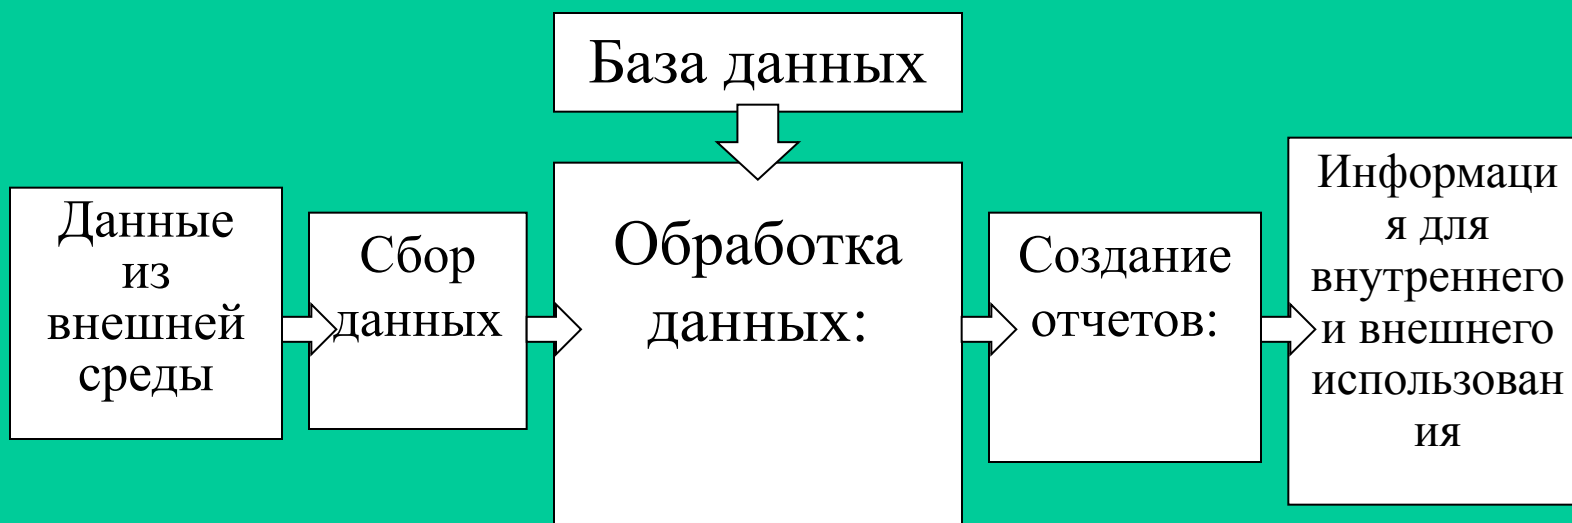 База данных
Данные
из
внешней
среды
Сбор
данных
Обработка
данных:
Создание
отчетов:
Информаци
я для
внутреннего
и внешнего
использован
ия